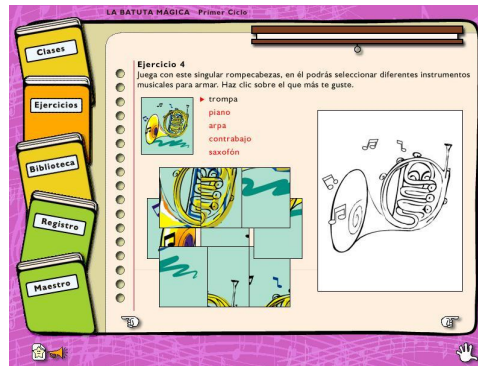 LA BATUTA MÁGICA - Primer Ciclo
Clases
Ejercicios
Biblioteca
Registro
Maestro
Ejercicio 4
Juega con este singular rompecabezas, en él podrás seleccionar diferentes instrumentos
musicales para armar. Haz clic sobre el que más te guste.
trompa
piano
arpa
contrabajo
saxofón